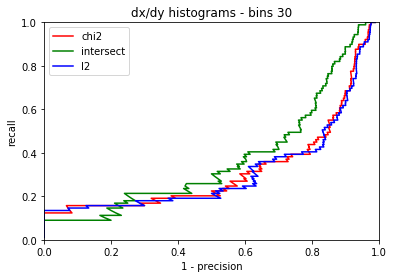 dx/dy histograms - bins 30
chi2
intersect
l2
recall
1.0
0.8
0.6
0.4
0.2
0.0
0.0 0.2 0.4 0.6 0.8 1.0
1 - precision